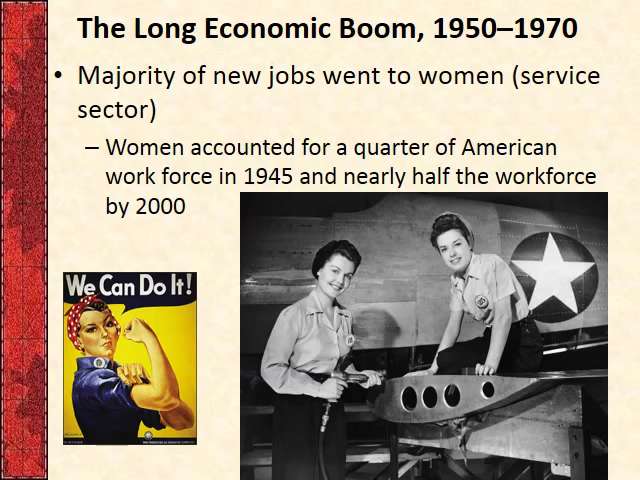 The Long Economic Boom, 1950–1970
• Majority of new jobs went to women (service
sector)
– Women accounted for a quarter of American
work force in 1945 and nearly half the workforce
by 2000
We Can Do It!